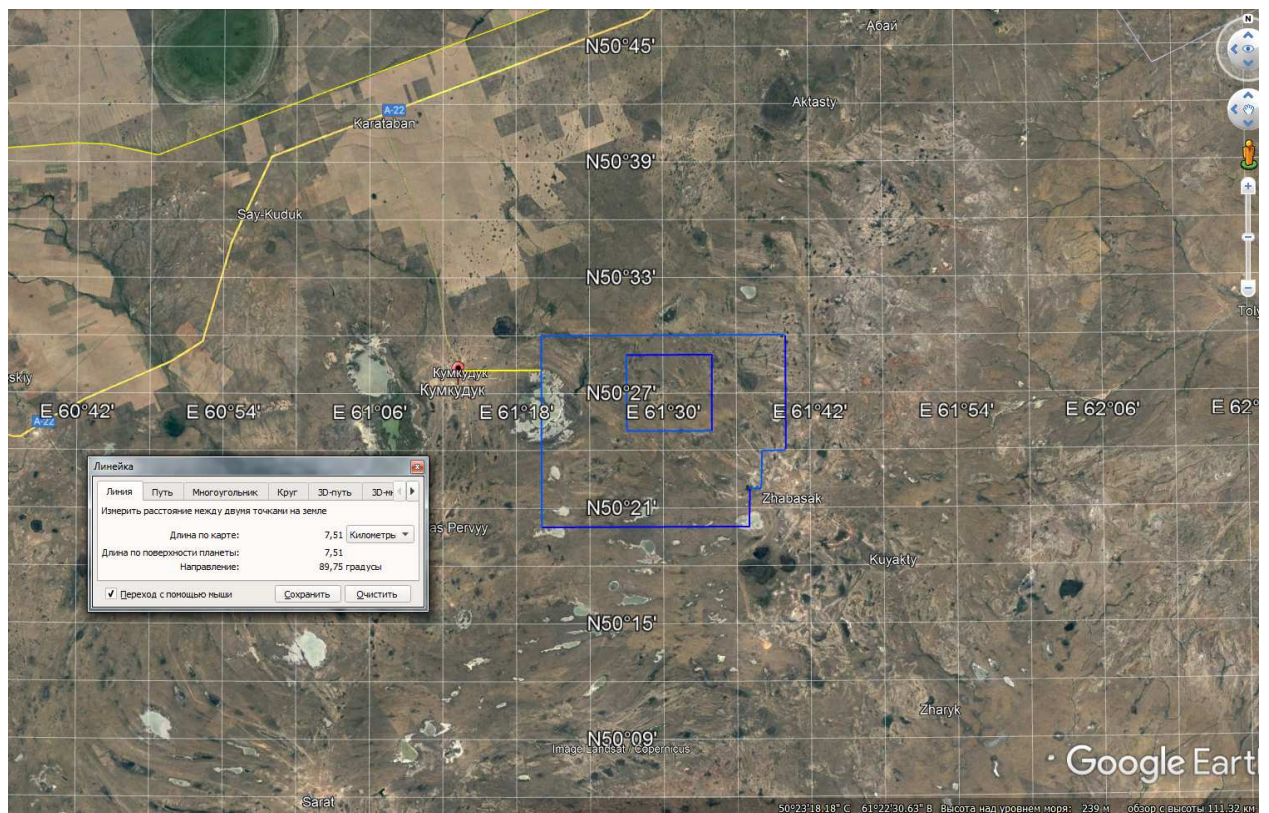 Абай
N
N50°45'
Aktasty
A-22
Karataban
N50°39'
Say-Kuduk
N50°33'
Toly
Кумкудук
Кумкудук
skiy
N50°27'
E 60°42' E 60°54' E 61°06' E 61°18' E 61°30' E 61°42' E 61°54' E 62°06' E 62°
A-22
Линейка
Линия Путь Многоугольник Круг 3D-путь 3D-м
Измерить расстояние между двумя точками на земле
Длина по карте: 7,51 Километры
Длина по поверхности планеты: 7,51
Направление: 89,75 градусы
Переход с помощью мыши Сохранить Очистить
Zhabasak
N50°21'
as Pervyy
Kuyakty
N50°15'
Zharyk
N50°09'
Image Landsat / Copernicus
Google Eart
Sarat
50°23'18.18" С 61°22'30.63" В Высота над уровнем моря: 239 м обзор с высоты 111.32 км